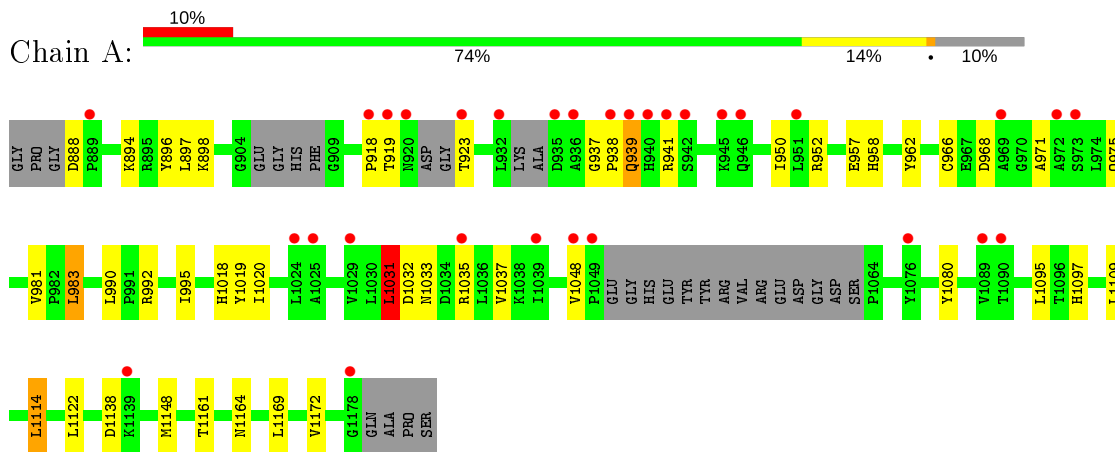 10%
Chain A:
74% 14% • 10%
GLY PRO GLY D888 P889 K894 R895 Y896 L897 K898 G904 GLU GLY HIS PHE G909 P918 T919 N920 ASP GLY T923 L932 LYS ALA D935 A936 G937 P938 Q939 H940 R941 S942 K945 Q946 I950 L951 R952 E957 H958 Y962 C966 E967 D968 A969 G970 A971 A972 S973 L974
V981 P982 L983 L990 P991 R992 I995 H1018 Y1019 I1020 L1024 A1025 V1029 L1030 L1031 D1032 N1033 D1034 R1035 L1036 V1037 K1038 I1039 V1048 P1049 GLU GLY HIS GLU TYR TYR ARG VAL ARG GLU ASP GLY ASP SER P1064 Y1076 Y1080 V1089 T1090 L1095 T1096 H1097 L1109
L1114 L1122 D1138 K1139 M1148 T1161 N1164 L1169 V1172 G1178 GLN ALA PRO SER